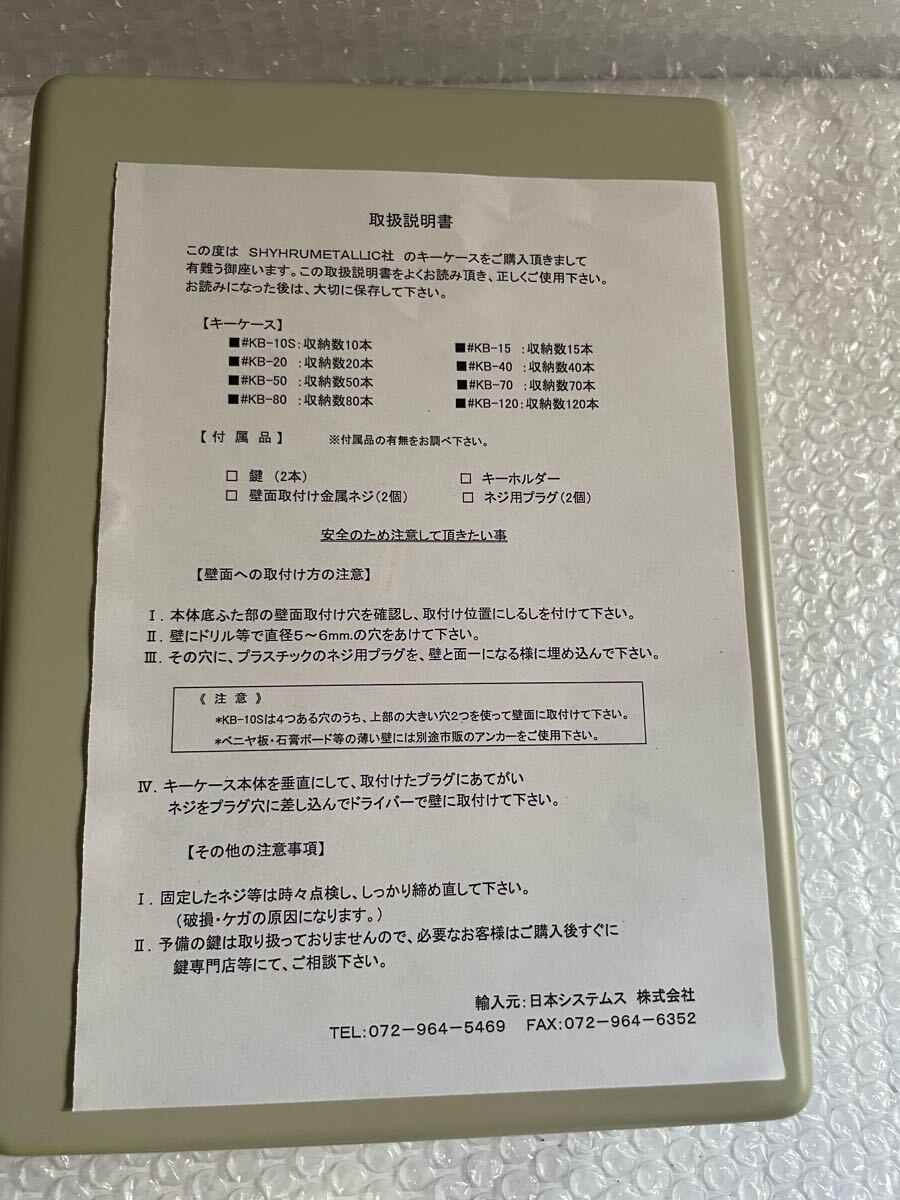 取扱説明書
この度は SHYHRUMETALLIC社 のキーケースをご購入頂きまして
有難う御座います。この取扱説明書をよくお読み頂き、正しくご使用下さい。
お読みになった後は、大切に保存して下さい。
【キーケース】
■#KB-10S:収納数10本 ■#KB-15 :収納数15本
■#KB-20 :収納数20本 ■#KB-40 :収納数40本
■#KB-50 :収納数50本 ■#KB-70 :収納数70本
■#KB-80 :収納数80本 ■#KB-120:収納数120本
【 付 属 品 】 ※付属品の有無をお調べ下さい。
□ 鍵 (2本) □ キーホルダー
□ 壁面取付け金属ネジ(2個) □ ネジ用プラグ(2個)
安全のため注意して頂きたい事
【壁面への取付け方の注意】
Ⅰ. 本体底ふた部の壁面取付け穴を確認し、取付け位置にしるしを付けて下さい。
Ⅱ. 壁にドリル等で直径5~6mm.の穴をあけて下さい。
Ⅲ. その穴に、プラスチックのネジ用プラグを、壁と面一になる様に埋め込んで下さい。
《 注 意 》
*KB-10Sは4つある穴のうち、上部の大きい穴2つを使って壁面に取付けて下さい。
*ベニヤ板・石膏ボード等の薄い壁には別途市販のアンカーをご使用下さい。
Ⅳ. キーケース本体を垂直にして、取付けたプラグにあてがい
ネジをプラグ穴に差し込んでドライバーで壁に取付けて下さい。
【その他の注意事項】
Ⅰ. 固定したネジ等は時々点検し、しっかり締め直して下さい。
(破損・ケガの原因になります。)
Ⅱ. 予備の鍵は取り扱っておりませんので、必要なお客様はご購入後すぐに
鍵専門店等にて、ご相談下さい。
輸入元:日本システムス 株式会社
TEL:072-964-5469 FAX:072-964-6352